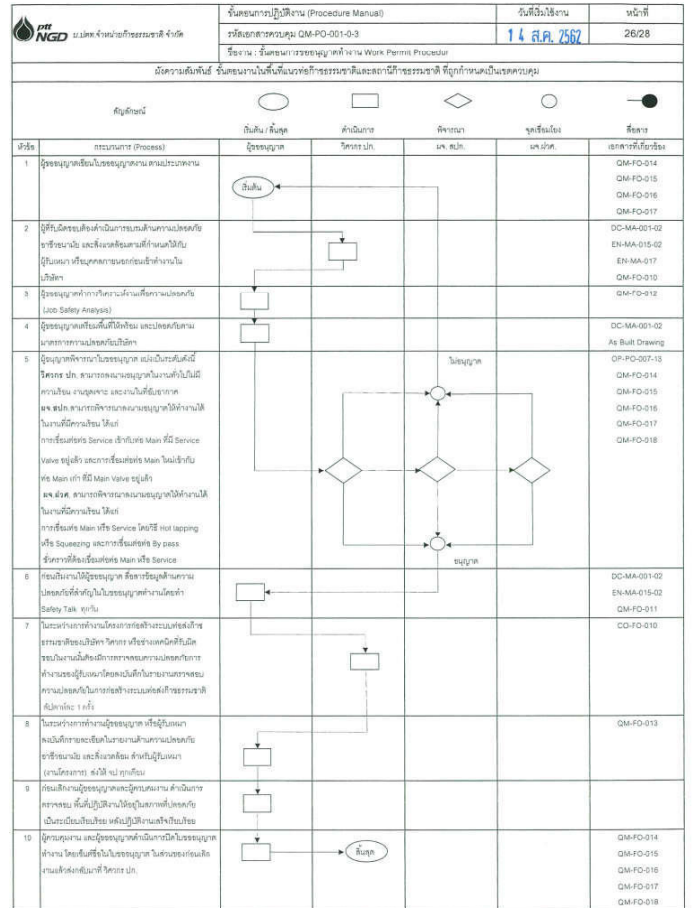 ขั้นตอนการปฏิบัติงาน (Procedure Manual)
วันที่เริ่มใช้งาน
หน้าที่
ptt
NGD บ.ปตท.จำหน่ายก๊าซธรรมชาติ จำกัด
รหัสเอกสารควบคุม QM-PO-001-0-3
1 4 ส.ค. 2562
26/28
ชื่องาน : ขั้นตอนการขออนุญาตทำงาน Work Permit Procedur
ผังความสัมพันธ์ ขั้นตอนงานในพื้นที่แนวท่อก๊าซธรรมชาติและสถานีก๊าซธรรมชาติ ที่ถูกกำหนดเป็นเขตควบคุม
สัญลักษณ์
เริ่มต้น / สิ้นสุด
ดำเนินการ
พิจารณา
จุดเชื่อมโยง
สื่อสาร
หัวข้อ
กระบวนการ (Process)
ผู้ขออนุญาต
วิศวกร ปก.
ผจ. สปก.
ผจ.ฝวศ.
เอกสารที่เกี่ยวข้อง
1 ผู้ขออนุญาตเขียนใบขออนุญาตงาน ตามประเภทงาน
เริ่มต้น
QM-FO-014
QM-FO-015
QM-FO-016
QM-FO-017
2 ผู้ที่รับผิดชอบต้องดำเนินการอบรมด้านความปลอดภัย
อาชีวอนามัย และสิ่งแวดล้อมตามที่กำหนดให้กับ
ผู้รับเหมา หรือบุคคลภายนอกก่อนเข้าทำงานใน
บริษัทฯ
DC-MA-001-02
EN-MA-015-02
EN-MA-017
QM-FO-010
3 ผู้ขออนุญาตทำการวิเคราะห์งานเพื่อความปลอดภัย
(Job Safety Analysis)
QM-FO-012
4 ผู้ขออนุญาตเตรียมพื้นที่ให้พร้อม และปลอดภัยตาม
มาตรการความปลอดภัยบริษัทฯ
DC-MA-001-02
As Built Drawing
5 ผู้อนุญาตพิจารณาใบขออนุญาต แบ่งเป็นระดับดังนี้
วิศวกร ปก. สามารถลงนามอนุญาตในงานทั่วไปไม่มี
ความร้อน งานขุดเจาะ และงานในที่อับอากาศ
ผจ.สปก.สามารถพิจารณาลงนามอนุญาตให้ทำงานได้
ในงานที่มีความร้อน ได้แก่
การเชื่อมต่อท่อ Service เข้ากับท่อ Main ที่มี Service
Valve อยู่แล้ว และการเชื่อมต่อท่อ Main ใหม่เข้ากับ
ท่อ Main เก่า ที่มี Main Valve อยู่แล้ว
ผจ.ฝวศ. สามารถพิจารณาลงนามอนุญาตให้ทำงานได้
ในงานที่มีความร้อน ได้แก่
การเชื่อมต่อท่อ Main หรือ Service โดยวิธี Hot tapping
หรือ Squeezing และการเชื่อมต่อท่อ By pass
ชั่วคราวที่ต้องเชื่อมต่อท่อ Main หรือ Service
ไม่อนุญาต
อนุญาต
OP-PO-007-13
QM-FO-014
QM-FO-015
QM-FO-016
QM-FO-017
QM-FO-018
6 ก่อนเริ่มงานให้ผู้ขออนุญาต สื่อสารข้อมูลด้านความ
ปลอดภัยที่สำคัญในใบขออนุญาตทำงานโดยทำ
Safety Talk ทุกวัน
DC-MA-001-02
EN-MA-015-02
QM-FO-011
7 ในระหว่างการทำงานโครงการก่อสร้างระบบท่อส่งก๊าซ
ธรรมชาติของบริษัทฯ วิศวกร หรือช่างเทคนิคที่รับผิด
ชอบในงานนั้นต้องมีการตรวจสอบความปลอดภัยการ
ทำงานของผู้รับเหมาโดยลงบันทึกในรายงานตรวจสอบ
ความปลอดภัยในการก่อสร้างระบบท่อส่งก๊าซธรรมชาติ
สัปดาห์ละ 1 ครั้ง
CO-FO-010
8 ในระหว่างการทำงานผู้ขออนุญาต หรือผู้รับเหมา
ลงบันทึกรายละเอียดในรายงานด้านความปลอดภัย
อาชีวอนามัย และสิ่งแวดล้อม สำหรับผู้รับเหมา
(งานโครงการ) ส่งให้ จป ทุกเดือน
QM-FO-013
9 ก่อนเลิกงานผู้ขออนุญาตและผู้ควบคุมงาน ดำเนินการ
ตรวจสอบ พื้นที่ปฏิบัติงานให้อยู่ในสภาพที่ปลอดภัย
เป็นระเบียบเรียบร้อย หลังปฏิบัติงานเสร็จเรียบร้อย
10 ผู้ควบคุมงาน และผู้ขออนุญาตดำเนินการปิดใบขออนุญาต
ทำงาน โดยเซ็นต์ชื่อในใบขออนุญาต ในส่วนของก่อนเลิก
งานแล้วส่งกลับมาที่ วิศวกร ปก.
สิ้นสุด
QM-FO-014
QM-FO-015
QM-FO-016
QM-FO-017
QM-FO-018